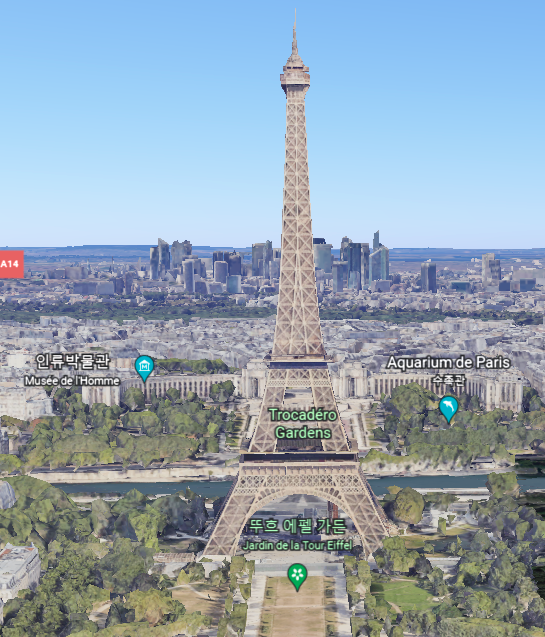 A14
인류박물관
Musée de l'Homme
Aquarium de Paris
수족관
Trocadéro
Gardens
뚜흐 에펠 가든
Jardin de la Tour Eiffel